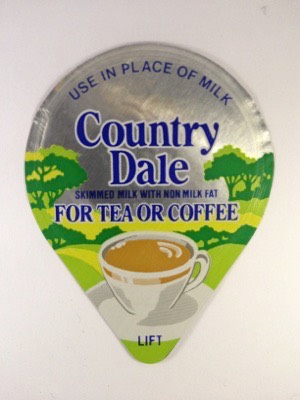 USE IN PLACE OF MILK
Country
Dale
SKIMMED MILK WITH NON MILK FAT
FOR TEA OR COFFEE
LIFT